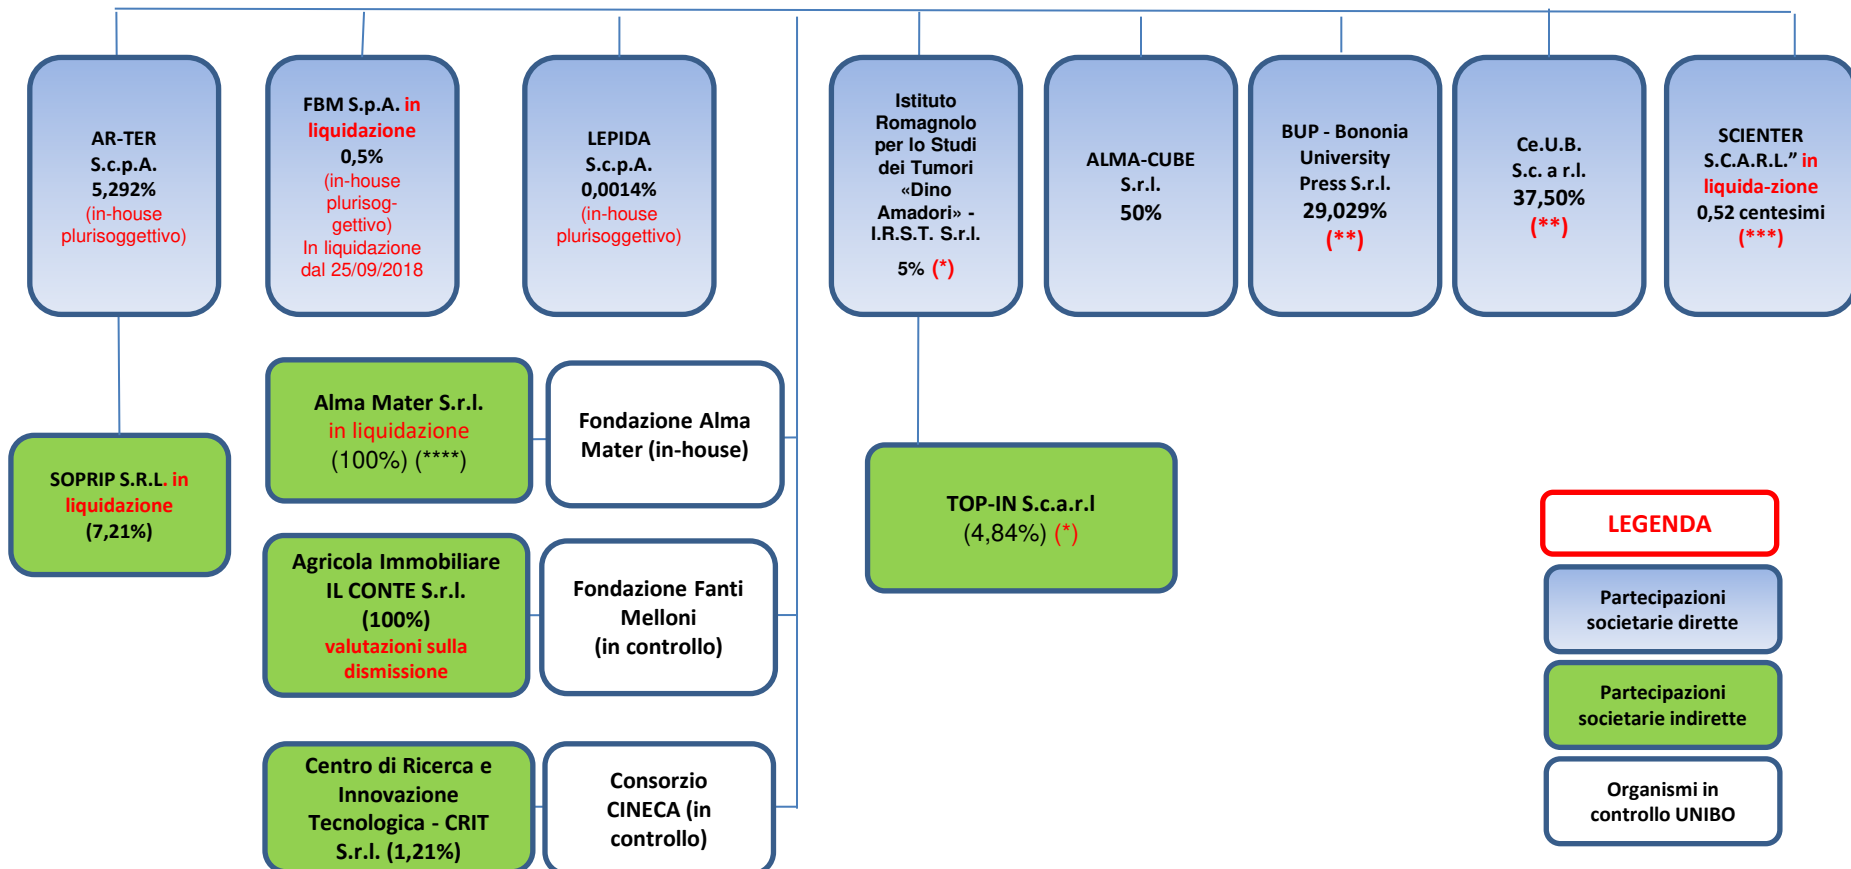 AR-TER
S.c.p.A.
5,292%
(in-house
plurisoggettivo)
FBM S.p.A. in
liquidazione
0,5%
(in-house
plurisog-
gettivo)
In liquidazione
dal 25/09/2018
LEPIDA
S.c.p.A.
0,0014%
(in-house
plurisoggettivo)
Istituto
Romagnolo
per lo Studi
dei Tumori
«Dino
Amadori» -
I.R.S.T. S.r.l.
5% (*)
ALMA-CUBE
S.r.l.
50%
BUP - Bononia
University
Press S.r.l.
29,029%
(**)
Ce.U.B.
S.c. a r.l.
37,50%
(**)
SCIENTER
S.C.A.R.L.” in
liquida-zione
0,52 centesimi
(***)
SOPRIP S.R.L. in
liquidazione
(7,21%)
Alma Mater S.r.l.
in liquidazione
(100%) (****)
Fondazione Alma
Mater (in-house)
Agricola Immobiliare
IL CONTE S.r.l.
(100%)
valutazioni sulla
dismissione
Fondazione Fanti
Melloni
(in controllo)
Centro di Ricerca e
Innovazione
Tecnologica - CRIT
S.r.l. (1,21%)
Consorzio
CINECA (in
controllo)
TOP-IN S.c.a.r.l
(4,84%) (*)
LEGENDA
Partecipazioni
societarie dirette
Partecipazioni
societarie indirette
Organismi in
controllo UNIBO